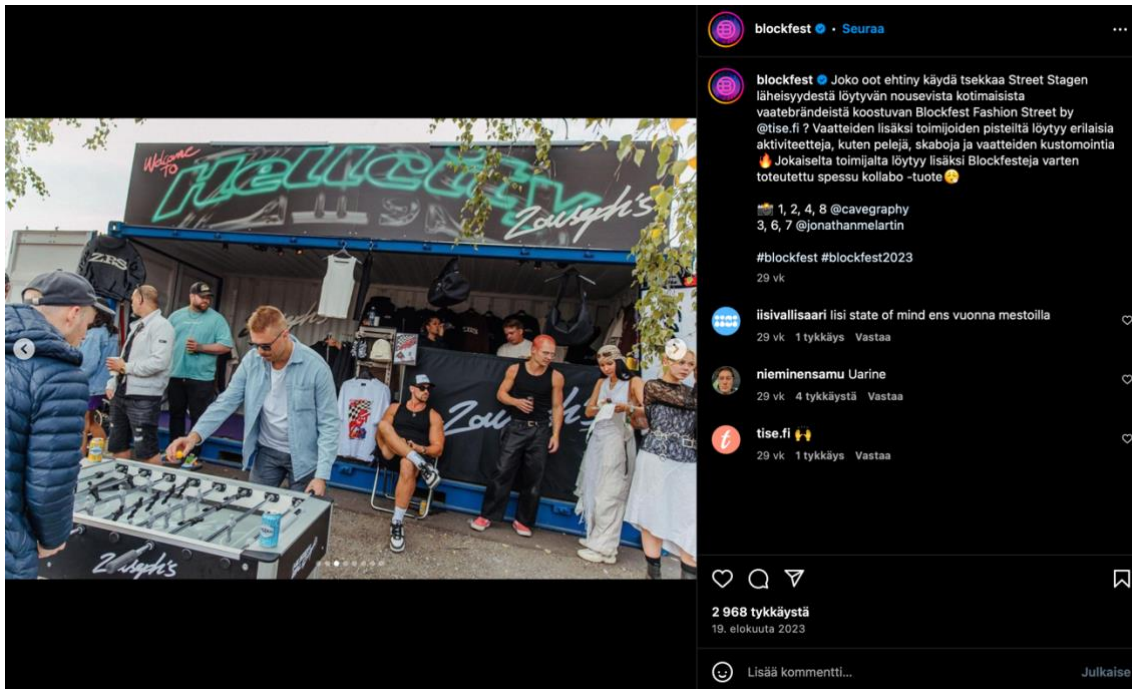 Welcome
TO
Hellcity
Zauseph's
ZRS
Zauseph's
Zauseph's
blockfest • Seuraa
blockfest Joko oot ehtiny käydä tsekkaa Street Stagen
läheisyydestä löytyvän nousevista kotimaisista
vaatebrändeistä koostuvan Blockfest Fashion Street by
@tise.fi ? Vaatteiden lisäksi toimijoiden pisteiltä löytyy erilaisia
aktiviteetteja, kuten pelejä, skaboja ja vaatteiden kustomointia
🔥Jokaiselta toimijalta löytyy lisäksi Blockfesteja varten
toteutettu spessu kollabo -tuote😮‍💨
📸 1, 2, 4, 8 @cavegraphy
3, 6, 7 @jonathanmelartin
#blockfest #blockfest2023
29 vk
iisivallisaari Iisi state of mind ens vuonna mestoilla
29 vk 1 tykkäys Vastaa
nieminensamu Uarine
29 vk 4 tykkäystä Vastaa
tise.fi 🙌
29 vk 1 tykkäys Vastaa
2 968 tykkäystä
19. elokuuta 2023
Lisää kommentti... Julkaise